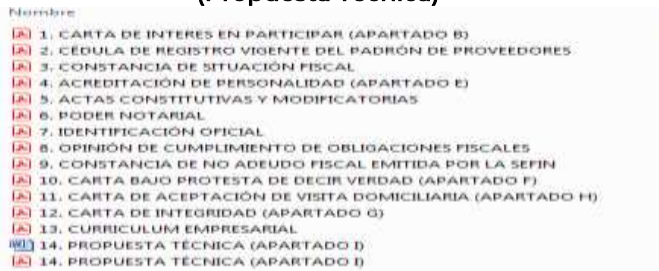 (Propuesta Técnica)
Nombre
1. CARTA DE INTERES EN PARTICIPAR (APARTADO B)
2. CÉDULA DE REGISTRO VIGENTE DEL PADRÓN DE PROVEEDORES
3. CONSTANCIA DE SITUACIÓN FISCAL
4. ACREDITACIÓN DE PERSONALIDAD (APARTADO E)
5. ACTAS CONSTITUTIVAS Y MODIFICATORIAS
6. PODER NOTARIAL
7. IDENTIFICACIÓN OFICIAL
8. OPINIÓN DE CUMPLIMIENTO DE OBLIGACIONES FISCALES
9. CONSTANCIA DE NO ADEUDO FISCAL EMITIDA POR LA SEFIN
10. CARTA BAJO PROTESTA DE DECIR VERDAD (APARTADO F)
11. CARTA DE ACEPTACIÓN DE VISITA DOMICILIARIA (APARTADO H)
12. CARTA DE INTEGRIDAD (APARTADO G)
13. CURRICULUM EMPRESARIAL
14. PROPUESTA TÉCNICA (APARTADO I)
14. PROPUESTA TÉCNICA (APARTADO I)